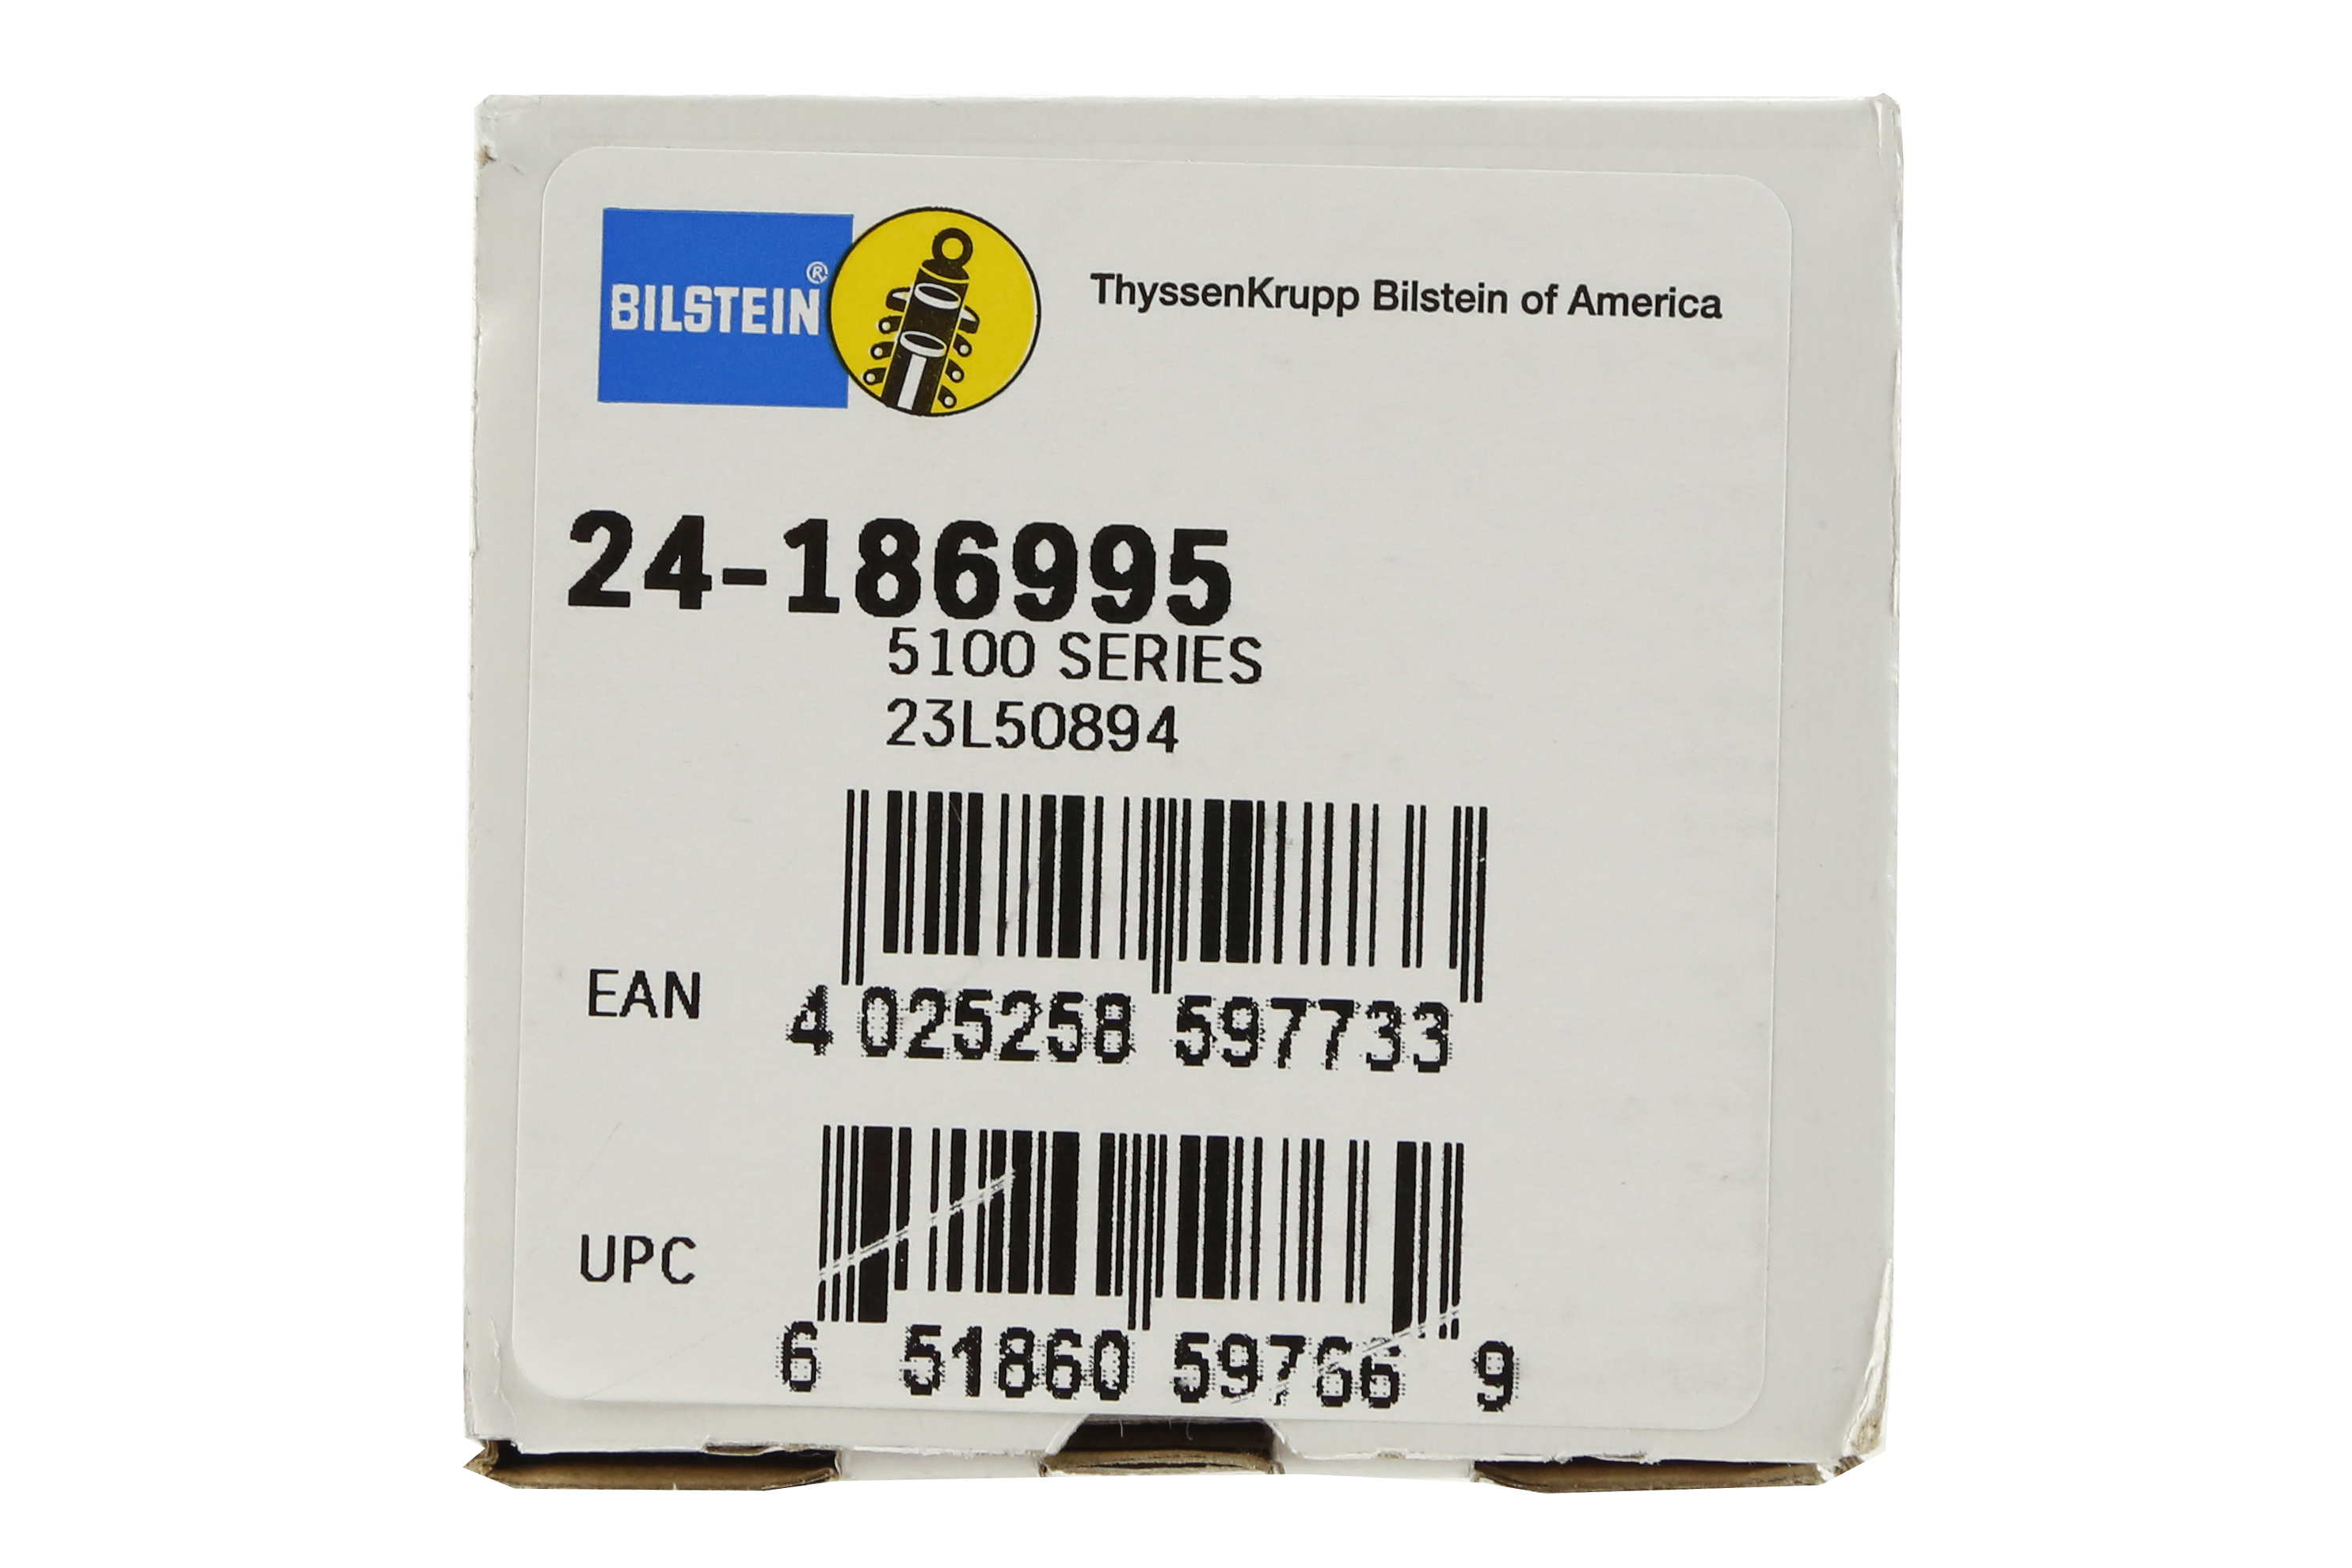 BILSTEIN®
ThyssenKrupp Bilstein of America
24-186995
5100 SERIES
23L50894
EAN
4 025258 597733
UPC
6 51860 59766 9